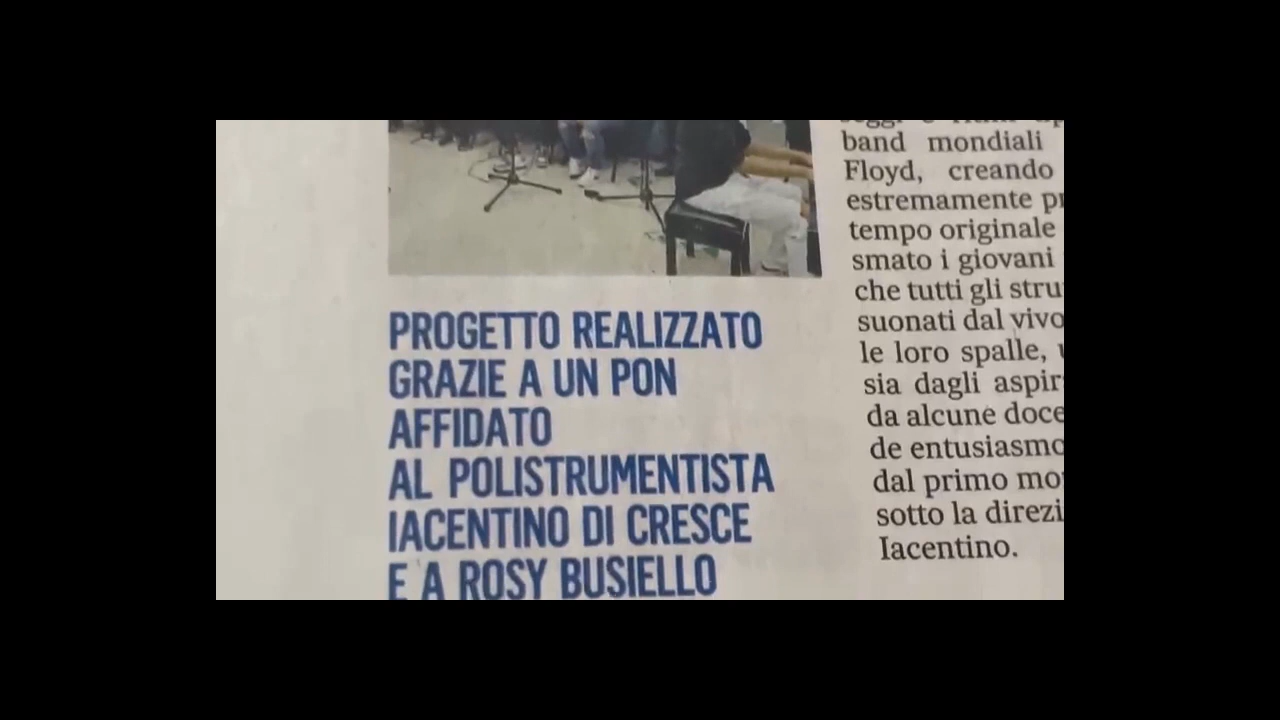 PROGETTO REALIZZATO
GRAZIE A UN PON
AFFIDATO
AL POLISTRUMENTISTA
IACENTINO DI CRESCE
E A ROSY BUSIELLO
band mondiali
Floyd, creando
estremamente
tempo originale
smato i giovani
che tutti gli
suonati dal vivo
le loro spalle,
sia dagli
da alcune
de entusiasmo
dal primo
sotto la
Iacentino.